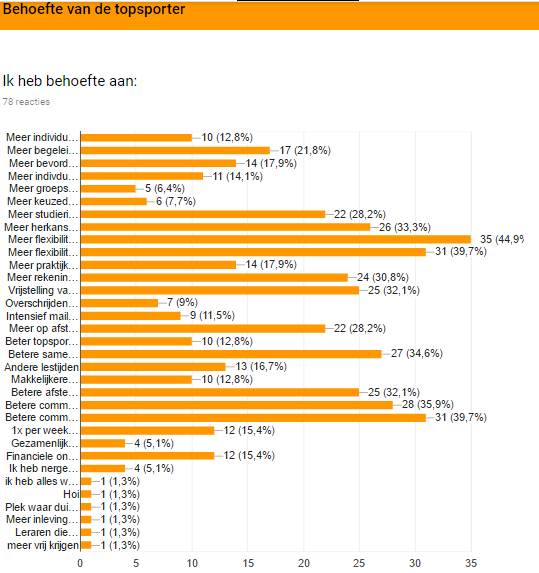 Behoefte van de topsporter
Ik heb behoefte aan:
78 reacties
Meer individu... 10 (12,8%)
Meer begelei... 17 (21,8%)
Meer bevord... 14 (17,9%)
Meer indivdu... 11 (14,1%)
Meer groeps... 5 (6,4%)
Meer keuzed... 6 (7,7%)
Meer studieri... 22 (28,2%)
Meer herkans... 26 (33,3%)
Meer flexibilit... 35 (44,9%
Meer flexibilit... 31 (39,7%)
Meer praktijk... 14 (17,9%)
Meer rekenin... 24 (30,8%)
Vrijstelling va... 25 (32,1%)
Overschrijden... 7 (9%)
Intensief mail... 9 (11,5%)
Meer op afst... 22 (28,2%)
Beter topspor... 10 (12,8%)
Betere same... 27 (34,6%)
Andere lestijden 13 (16,7%)
Makkelijkere... 10 (12,8%)
Betere afste... 25 (32,1%)
Betere comm... 28 (35,9%)
Betere comm... 31 (39,7%)
1x per week... 12 (15,4%)
Gezamenlijk... 4 (5,1%)
Financiele on... 12 (15,4%)
Ik heb nerge... 4 (5,1%)
ik heb alles w... 1 (1,3%)
Hoi 1 (1,3%)
Plek waar dui... 1 (1,3%)
Meer inleving... 1 (1,3%)
Leraren die... 1 (1,3%)
meer vrij krijgen 1 (1,3%)
0 5 10 15 20 25 30 35